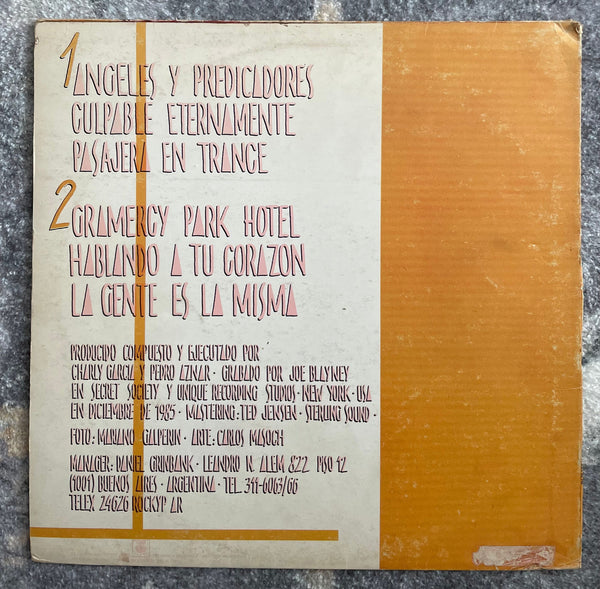 1 ANGELES Y PREDICADORES
CULPABLE ETERNAMENTE
PASAJERA EN TRANCE
2 GRAMERCY PARK HOTEL
HABLANDO A TU CORAZON
LA GENTE ES LA MISMA
PRODUCIDO COMPUESTO Y EJECUTADO POR
CHARLY GARCIA Y PEDRO AZNAR · GRABADO POR JOE BLAYNEY
EN SECRET SOCIETY Y UNIQUE RECORDING STUDIOS · NEW YORK · USA
EN DICIEMBRE DE 1985 · MASTERING: TED JENSEN · STERLING SOUND ·
FOTO: MARIANO GALPERIN · ARTE: CARLOS MASOCH
MANAGER: DANIEL GRINBANK · LEANDRO N. ALEM 822 PISO 12
(1001) BUENOS AIRES · ARGENTINA · TEL. 311-6063/66
TELEX 24626 ROCKYP AR